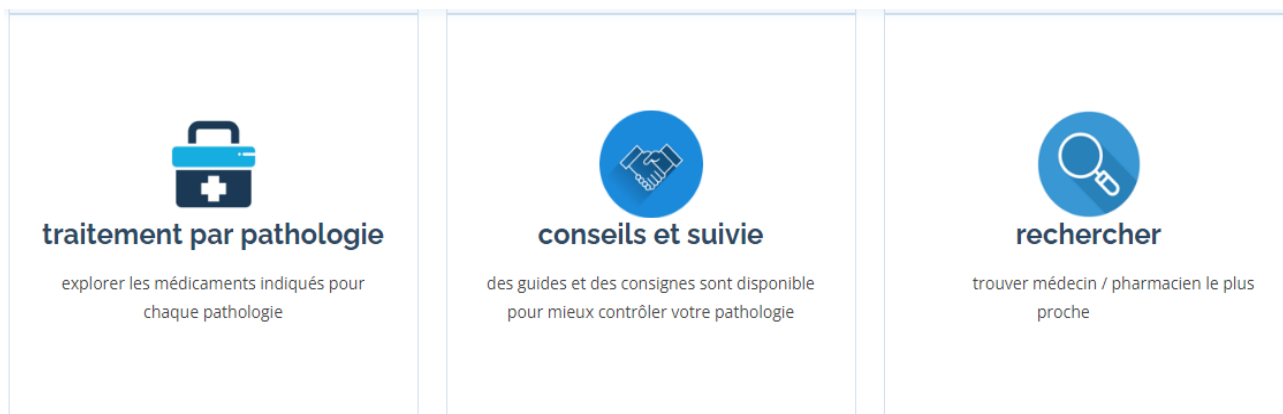 traitement par pathologie
explorer les médicaments indiqués pour
chaque pathologie
conseils et suivie
des guides et des consignes sont disponible
pour mieux contrôler votre pathologie
rechercher
trouver médecin / pharmacien le plus
proche